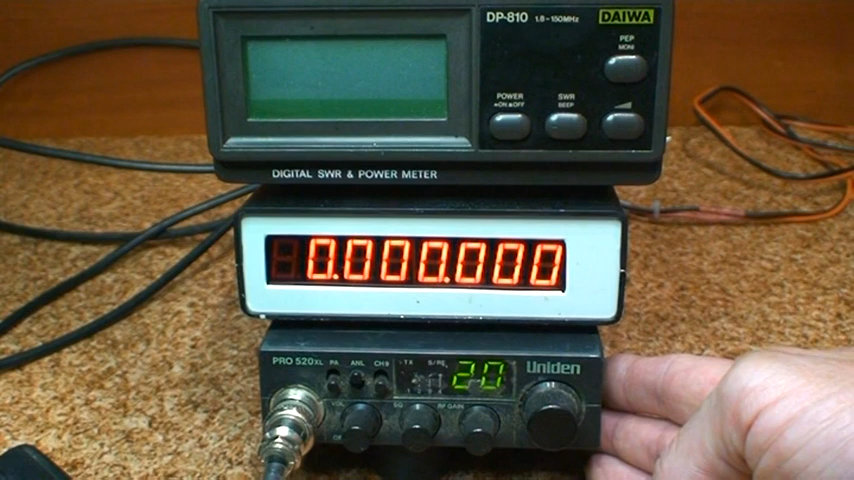 DP-810 1.8~150MHz DAIWA
PEP
MONI
POWER SWR
▪ON ▪OFF BEEP
DIGITAL SWR & POWER METER
0.000.000
PRO 520XL PA ANL CH9 TX S/RF 20 Uniden
SQ RF GAIN